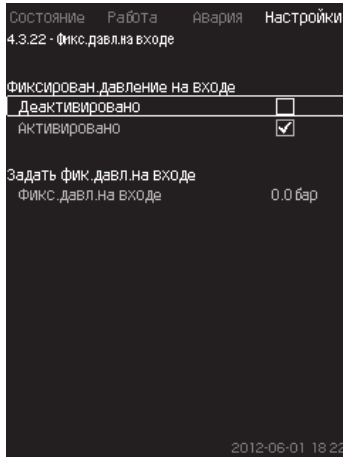 Состояние Работа Авария Настройки
4.3.22 - Фикс.давл.на входе
Фиксирован.давление на входе
Деактивировано
Активировано
Задать фик.давл.на входе
Фикс.давл.на входе 0.0 бар
2012-06-01 18:22